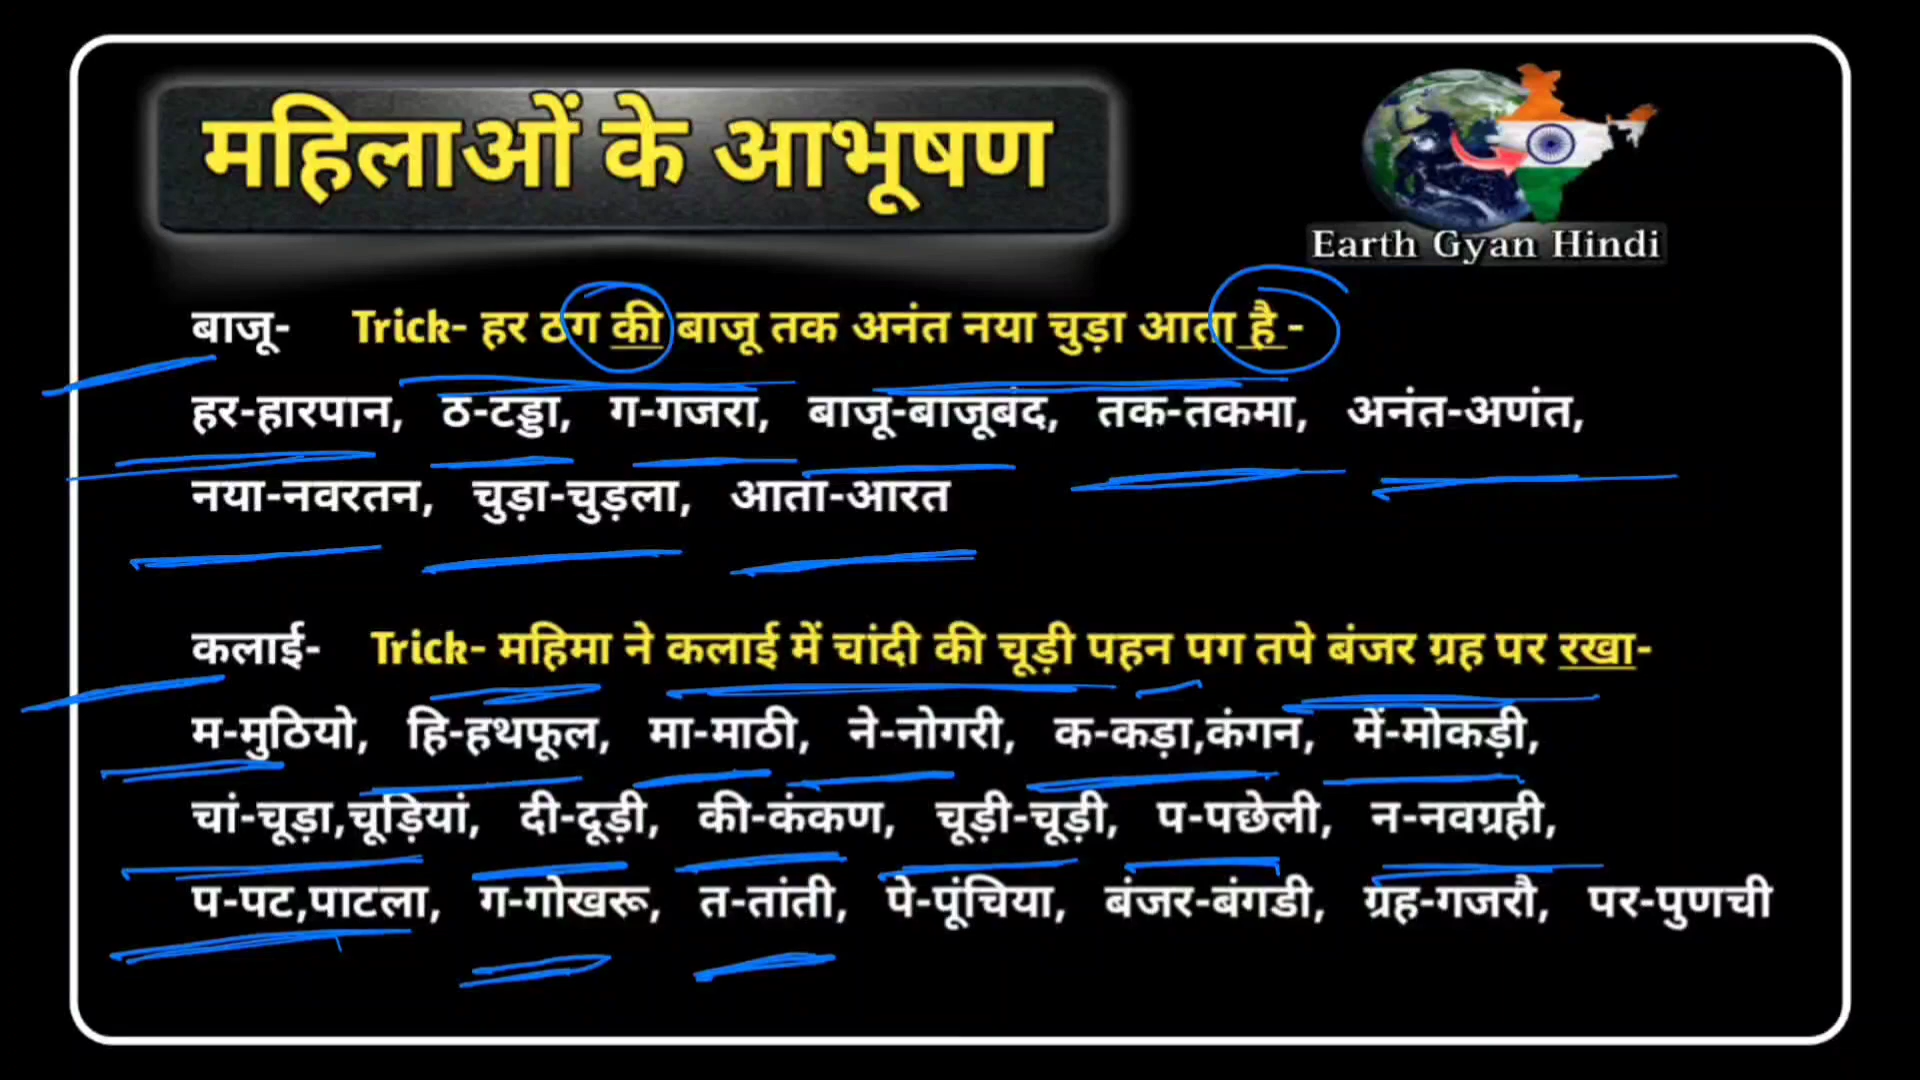 महिलाओं के आभूषण
Earth Gyan Hindi
बाजू- Trick- हर ठग की बाजू तक अनंत नया चुड़ा आता है -
हर-हारपान, ठ-टड्डा, ग-गजरा, बाजू-बाजूबंद, तक-तकमा, अनंत-अणंत,
नया-नवरतन, चुड़ा-चुड़ला, आता-आरत
कलाई- Trick- महिमा ने कलाई में चांदी की चूड़ी पहन पग तपे बंजर ग्रह पर रखा-
म-मुठियो, हि-हथफूल, मा-माठी, ने-नोगरी, क-कड़ा,कंगन, में-मोकड़ी,
चां-चूड़ा,चूड़ियां, दी-दूड़ी, की-कंकण, चूड़ी-चूड़ी, प-पछेली, न-नवग्रही,
प-पट,पाटला, ग-गोखरू, त-तांती, पे-पूंचिया, बंजर-बंगडी, ग्रह-गजरौ, पर-पुणची